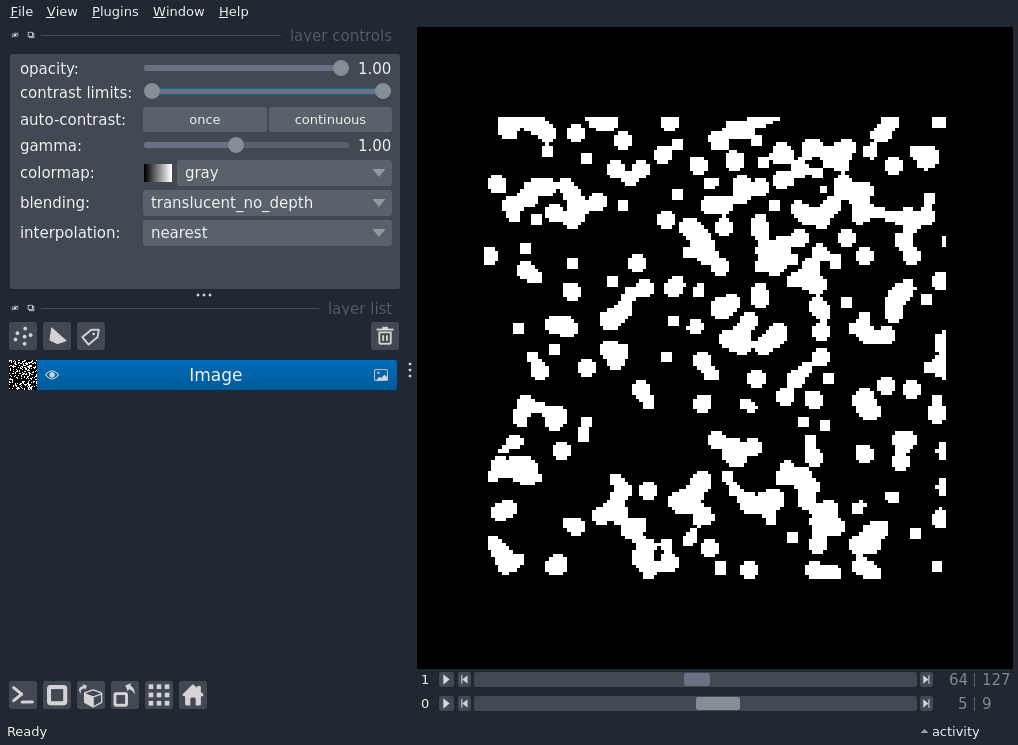 File View Plugins Window Help
layer controls
opacity: 1.00
contrast limits:
auto-contrast: once continuous
gamma: 1.00
colormap: gray
blending: translucent_no_depth
interpolation: nearest
layer list
Image
1 64 | 127
0 5 | 9
Ready activity